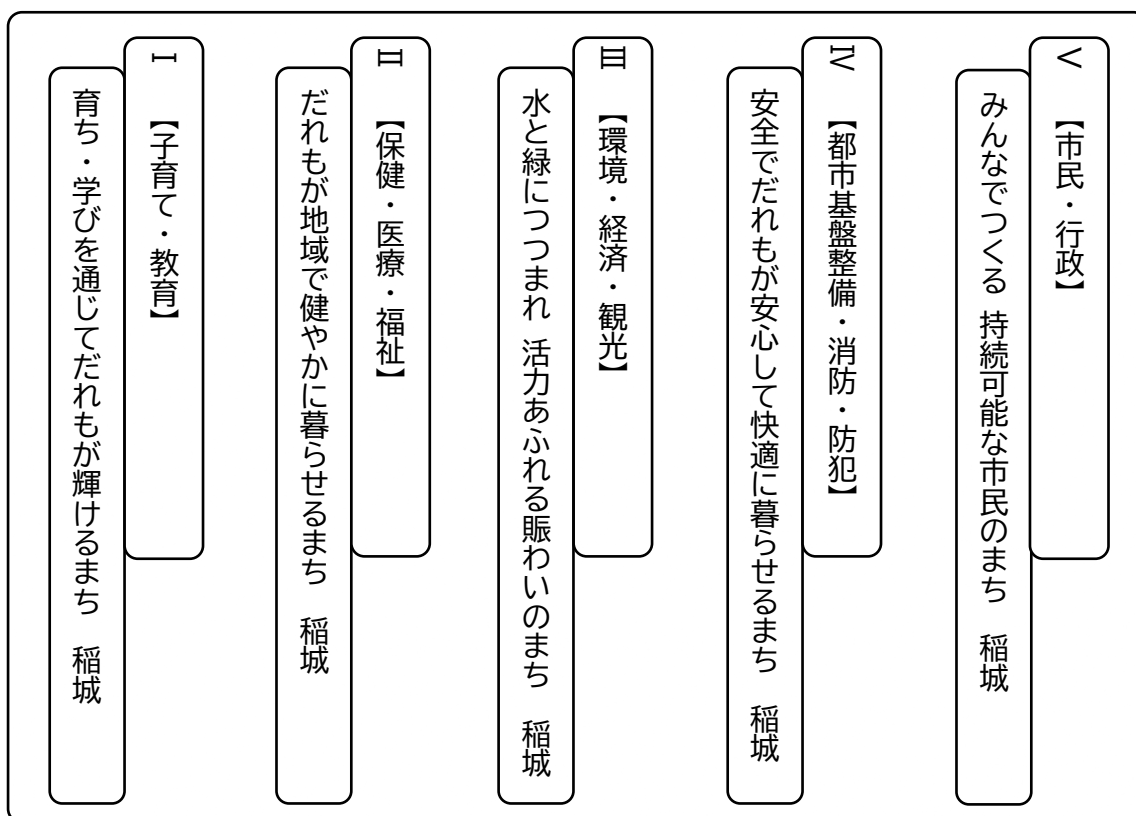 Ⅰ 【子育て・教育】
育ち・学びを通じてだれもが輝けるまち 稲城
Ⅱ 【保健・医療・福祉】
だれもが地域で健やかに暮らせるまち 稲城
Ⅲ 【環境・経済・観光】
水と緑につつまれ 活力あふれる賑わいのまち 稲城
Ⅳ 【都市基盤整備・消防・防犯】
安全でだれもが安心して快適に暮らせるまち 稲城
Ⅴ 【市民・行政】
みんなでつくる 持続可能な市民のまち 稲城